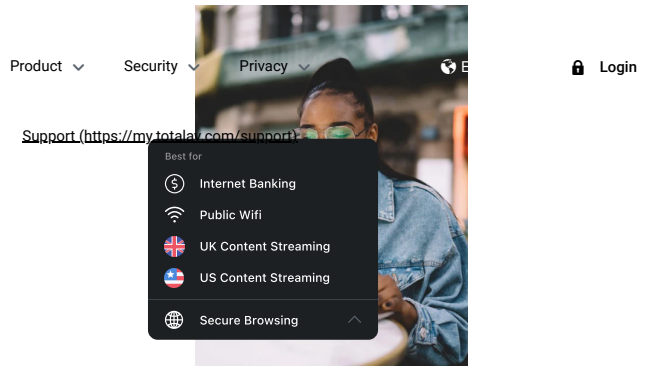 Product
Security
Privacy
E
Login
Support (https://my.totalav.com/support)
Best for
Internet Banking
Public Wifi
UK Content Streaming
US Content Streaming
Secure Browsing